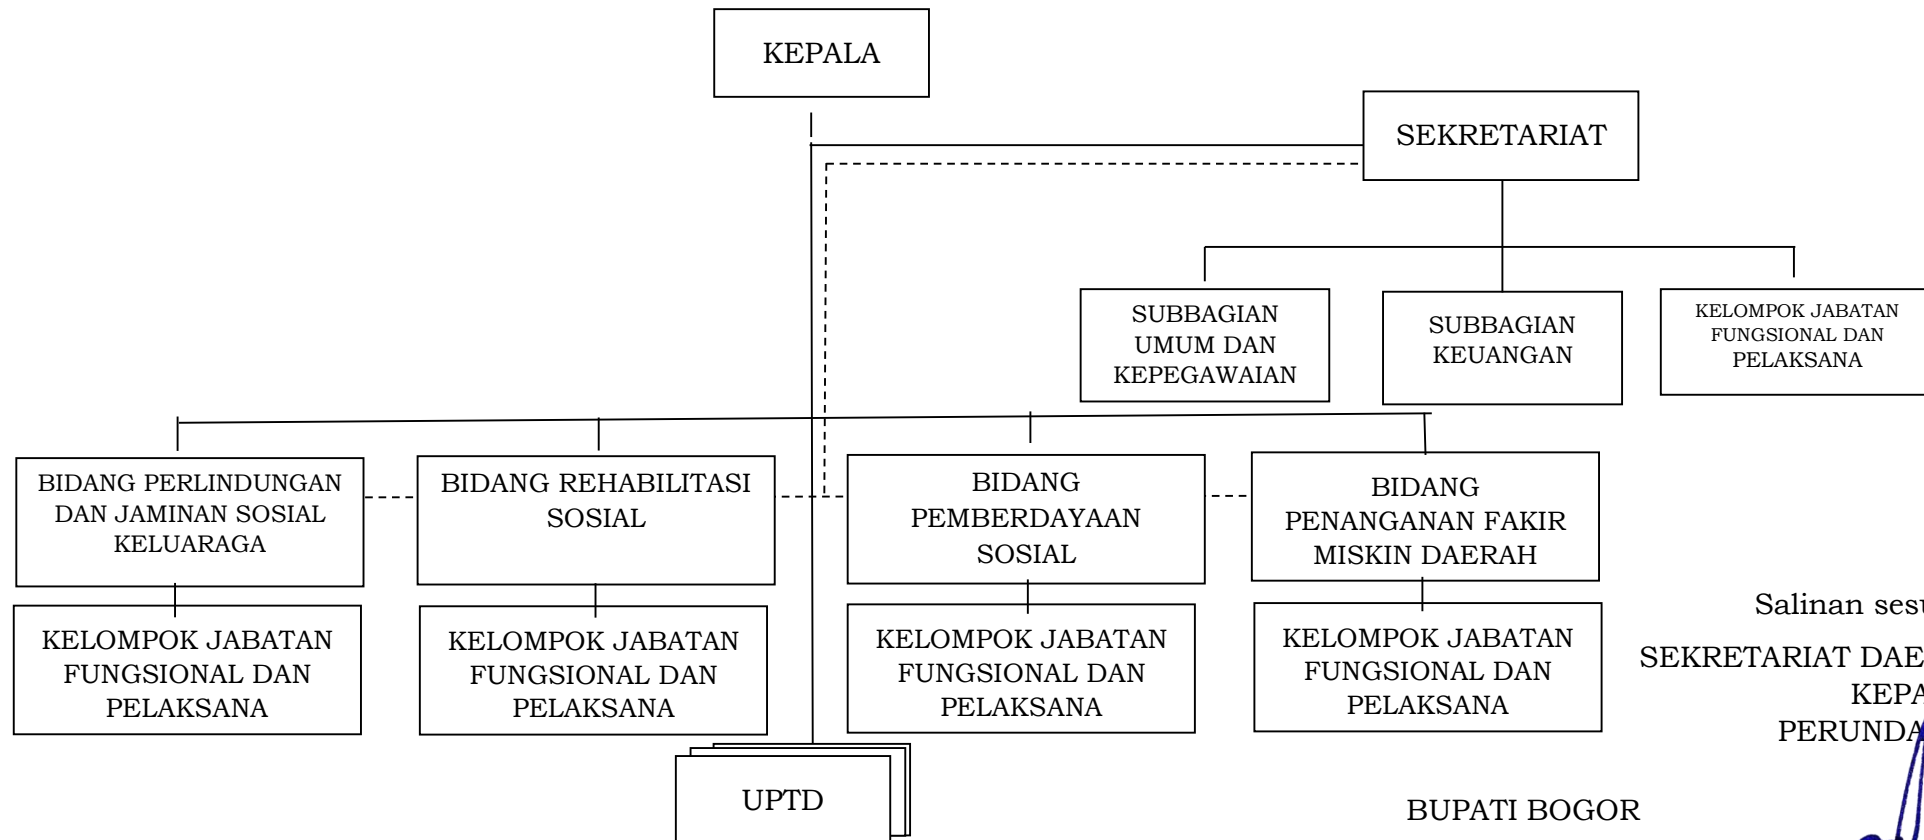 KEPALA
SEKRETARIAT
SUBBAGIAN
UMUM DAN
KEPEGAWAIAN
SUBBAGIAN
KEUANGAN
KELOMPOK JABATAN
FUNGSIONAL DAN
PELAKSANA
BIDANG PERLINDUNGAN
DAN JAMINAN SOSIAL
KELUARAGA
BIDANG REHABILITASI
SOSIAL
BIDANG
PEMBERDAYAAN
SOSIAL
BIDANG
PENANGANAN FAKIR
MISKIN DAERAH
KELOMPOK JABATAN
FUNGSIONAL DAN
PELAKSANA
KELOMPOK JABATAN
FUNGSIONAL DAN
PELAKSANA
KELOMPOK JABATAN
FUNGSIONAL DAN
PELAKSANA
KELOMPOK JABATAN
FUNGSIONAL DAN
PELAKSANA
UPTD
Salinan
SEKRETARIAT
BUPATI BOGOR